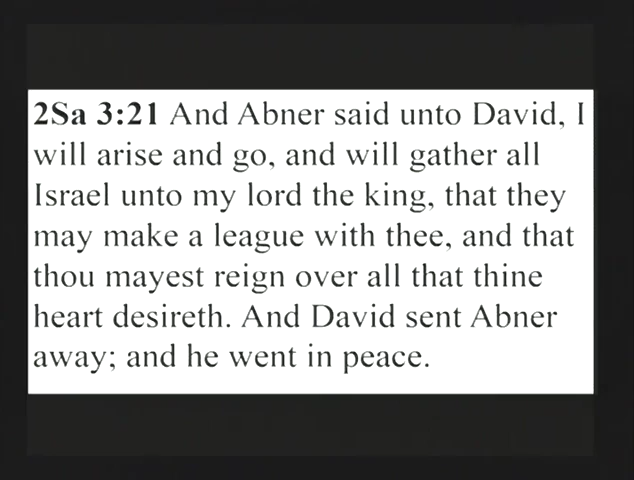 2Sa 3:21 And Abner said unto David, I
will arise and go, and will gather all
Israel unto my lord the king, that they
may make a league with thee, and that
thou mayest reign over all that thine
heart desireth. And David sent Abner
away; and he went in peace.